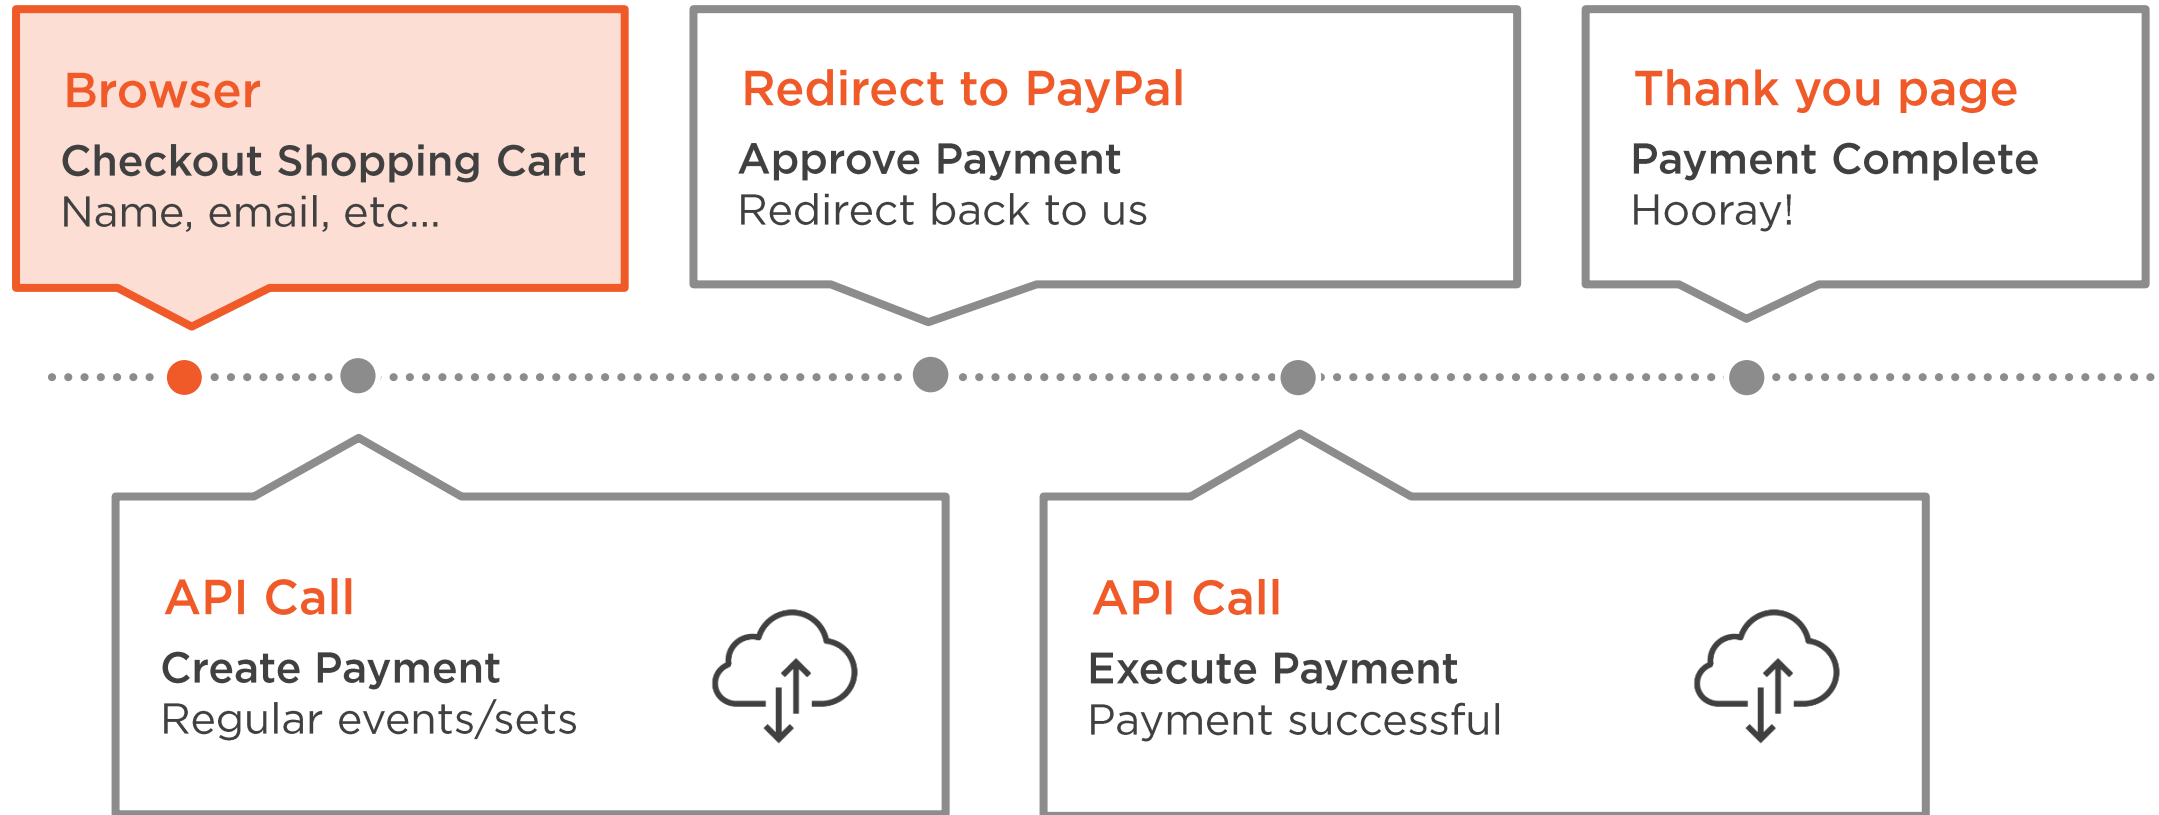 Browser
Checkout Shopping Cart
Name, email, etc...
Redirect to PayPal
Approve Payment
Redirect back to us
Thank you page
Payment Complete
Hooray!
API Call
Create Payment
Regular events/sets
API Call
Execute Payment
Payment successful